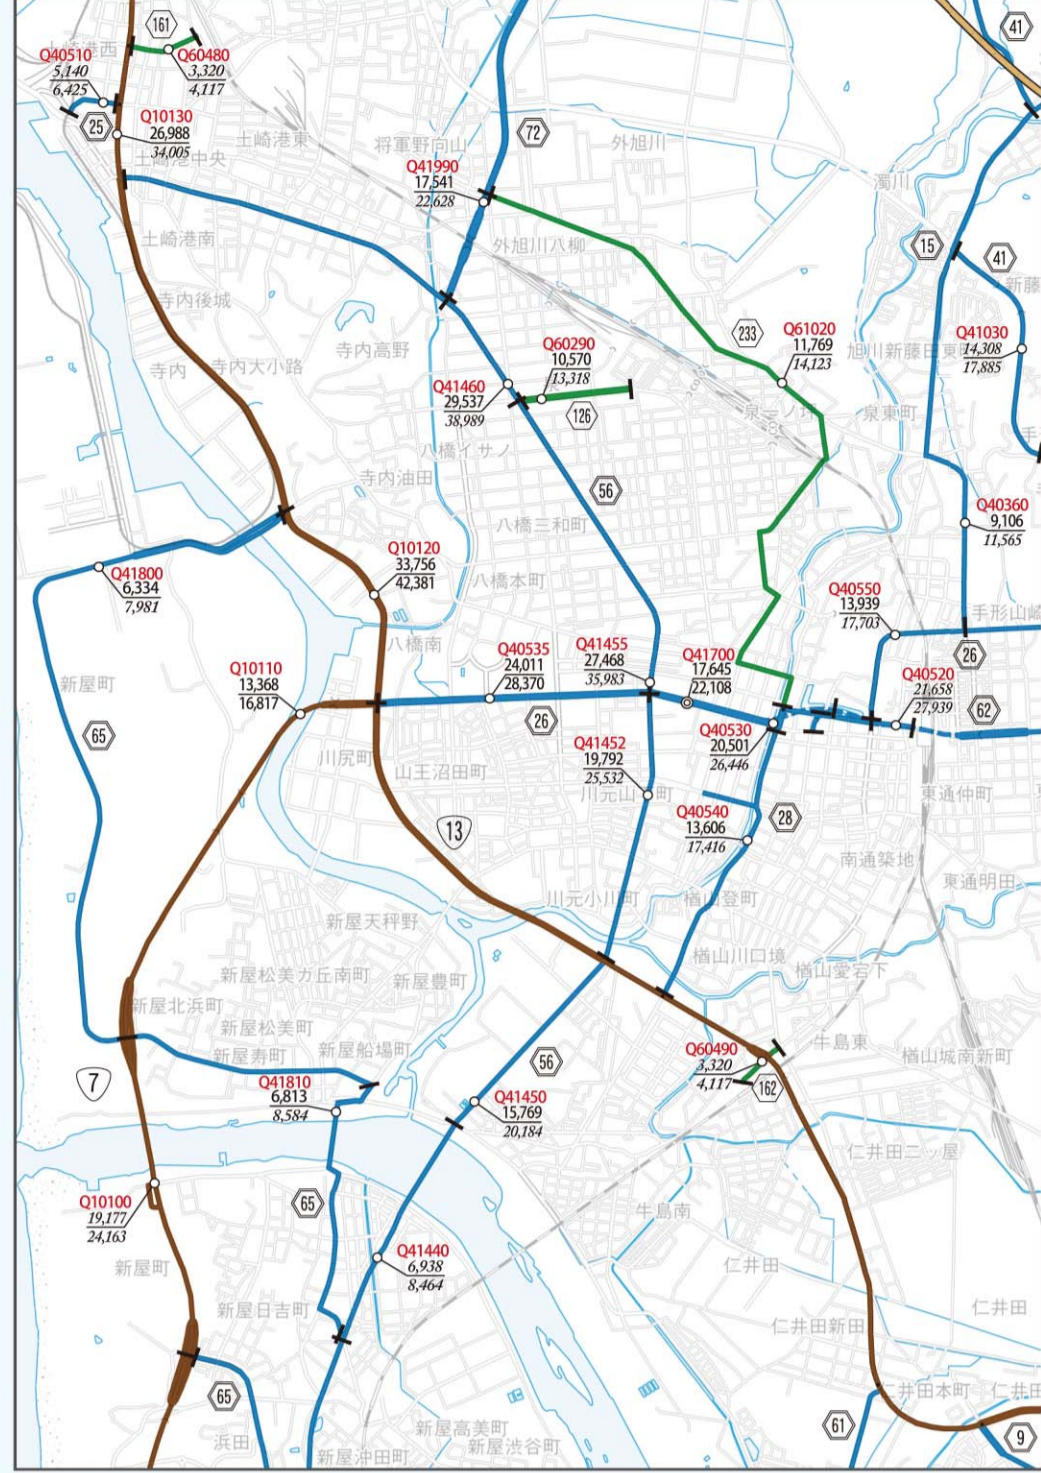 161
41
土崎港西
Q40510
5,140
6,425
Q60480
3,320
4,117
25
Q10130
26,988
34,005
土崎港東
土崎港中央
将軍野向山
72
外旭川
Q41990
17,541
22,628
濁川
土崎港南
外旭川八柳
15
41
新藤
寺内後城
寺内高野
233
Q61020
11,769
14,123
Q41030
14,308
17,885
寺内
寺内大小路
Q60290
10,570
13,318
旭川新藤田東町
Q41460
29,537
38,989
126
泉一ノ坪
泉東町
手
八橋イサノ
寺内油田
56
八橋三和町
Q40360
9,106
11,565
Q10120
33,756
42,381
Q41800
6,334
7,981
八橋本町
Q40550
13,939
17,703
手形山崎
八橋南
26
Q40535
24,011
28,370
Q41455
27,468
35,983
Q41700
17,645
22,108
Q10110
13,368
16,817
Q40520
21,658
27,939
新屋町
65
26
62
Q40530
20,501
26,446
川尻町
山王沼田町
Q41452
19,792
25,532
川元山
町
東通仲町
13
Q40540
13,606
17,416
28
南通築地
東通明田
川元小川町
楢山登町
新屋天秤野
楢山川口境
楢山愛宕下
新屋松美ガ丘南町
新屋豊町
新屋北浜町
新屋松美町
新屋寿町
新屋船場町
56
Q60490
3,320
4,117
牛島東
楢山城南新町
7
162
Q41810
6,813
8,584
Q41450
15,769
20,184
仁井田二ッ屋
Q10100
19,177
24,163
65
牛島南
新屋町
Q41440
6,938
8,464
仁井田
新屋日吉町
仁井田
仁井田新田
65
仁井田本町
仁井田
浜田
新屋高美町
新屋渋谷町
新屋沖田町
61
9